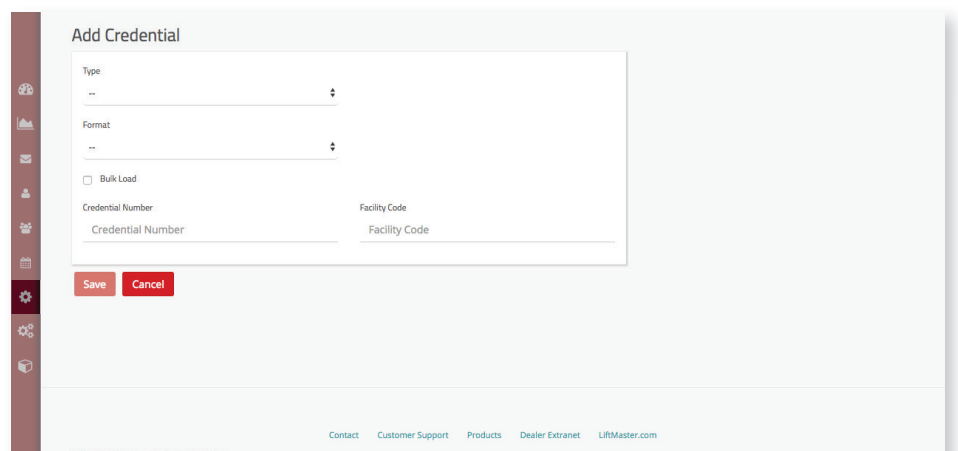 Add Credential
Type
--
Format
--
Bulk Load
Credential Number Facility Code
Credential Number Facility Code
Save Cancel
Contact Customer Support Products Dealer Extranet LiftMaster.com